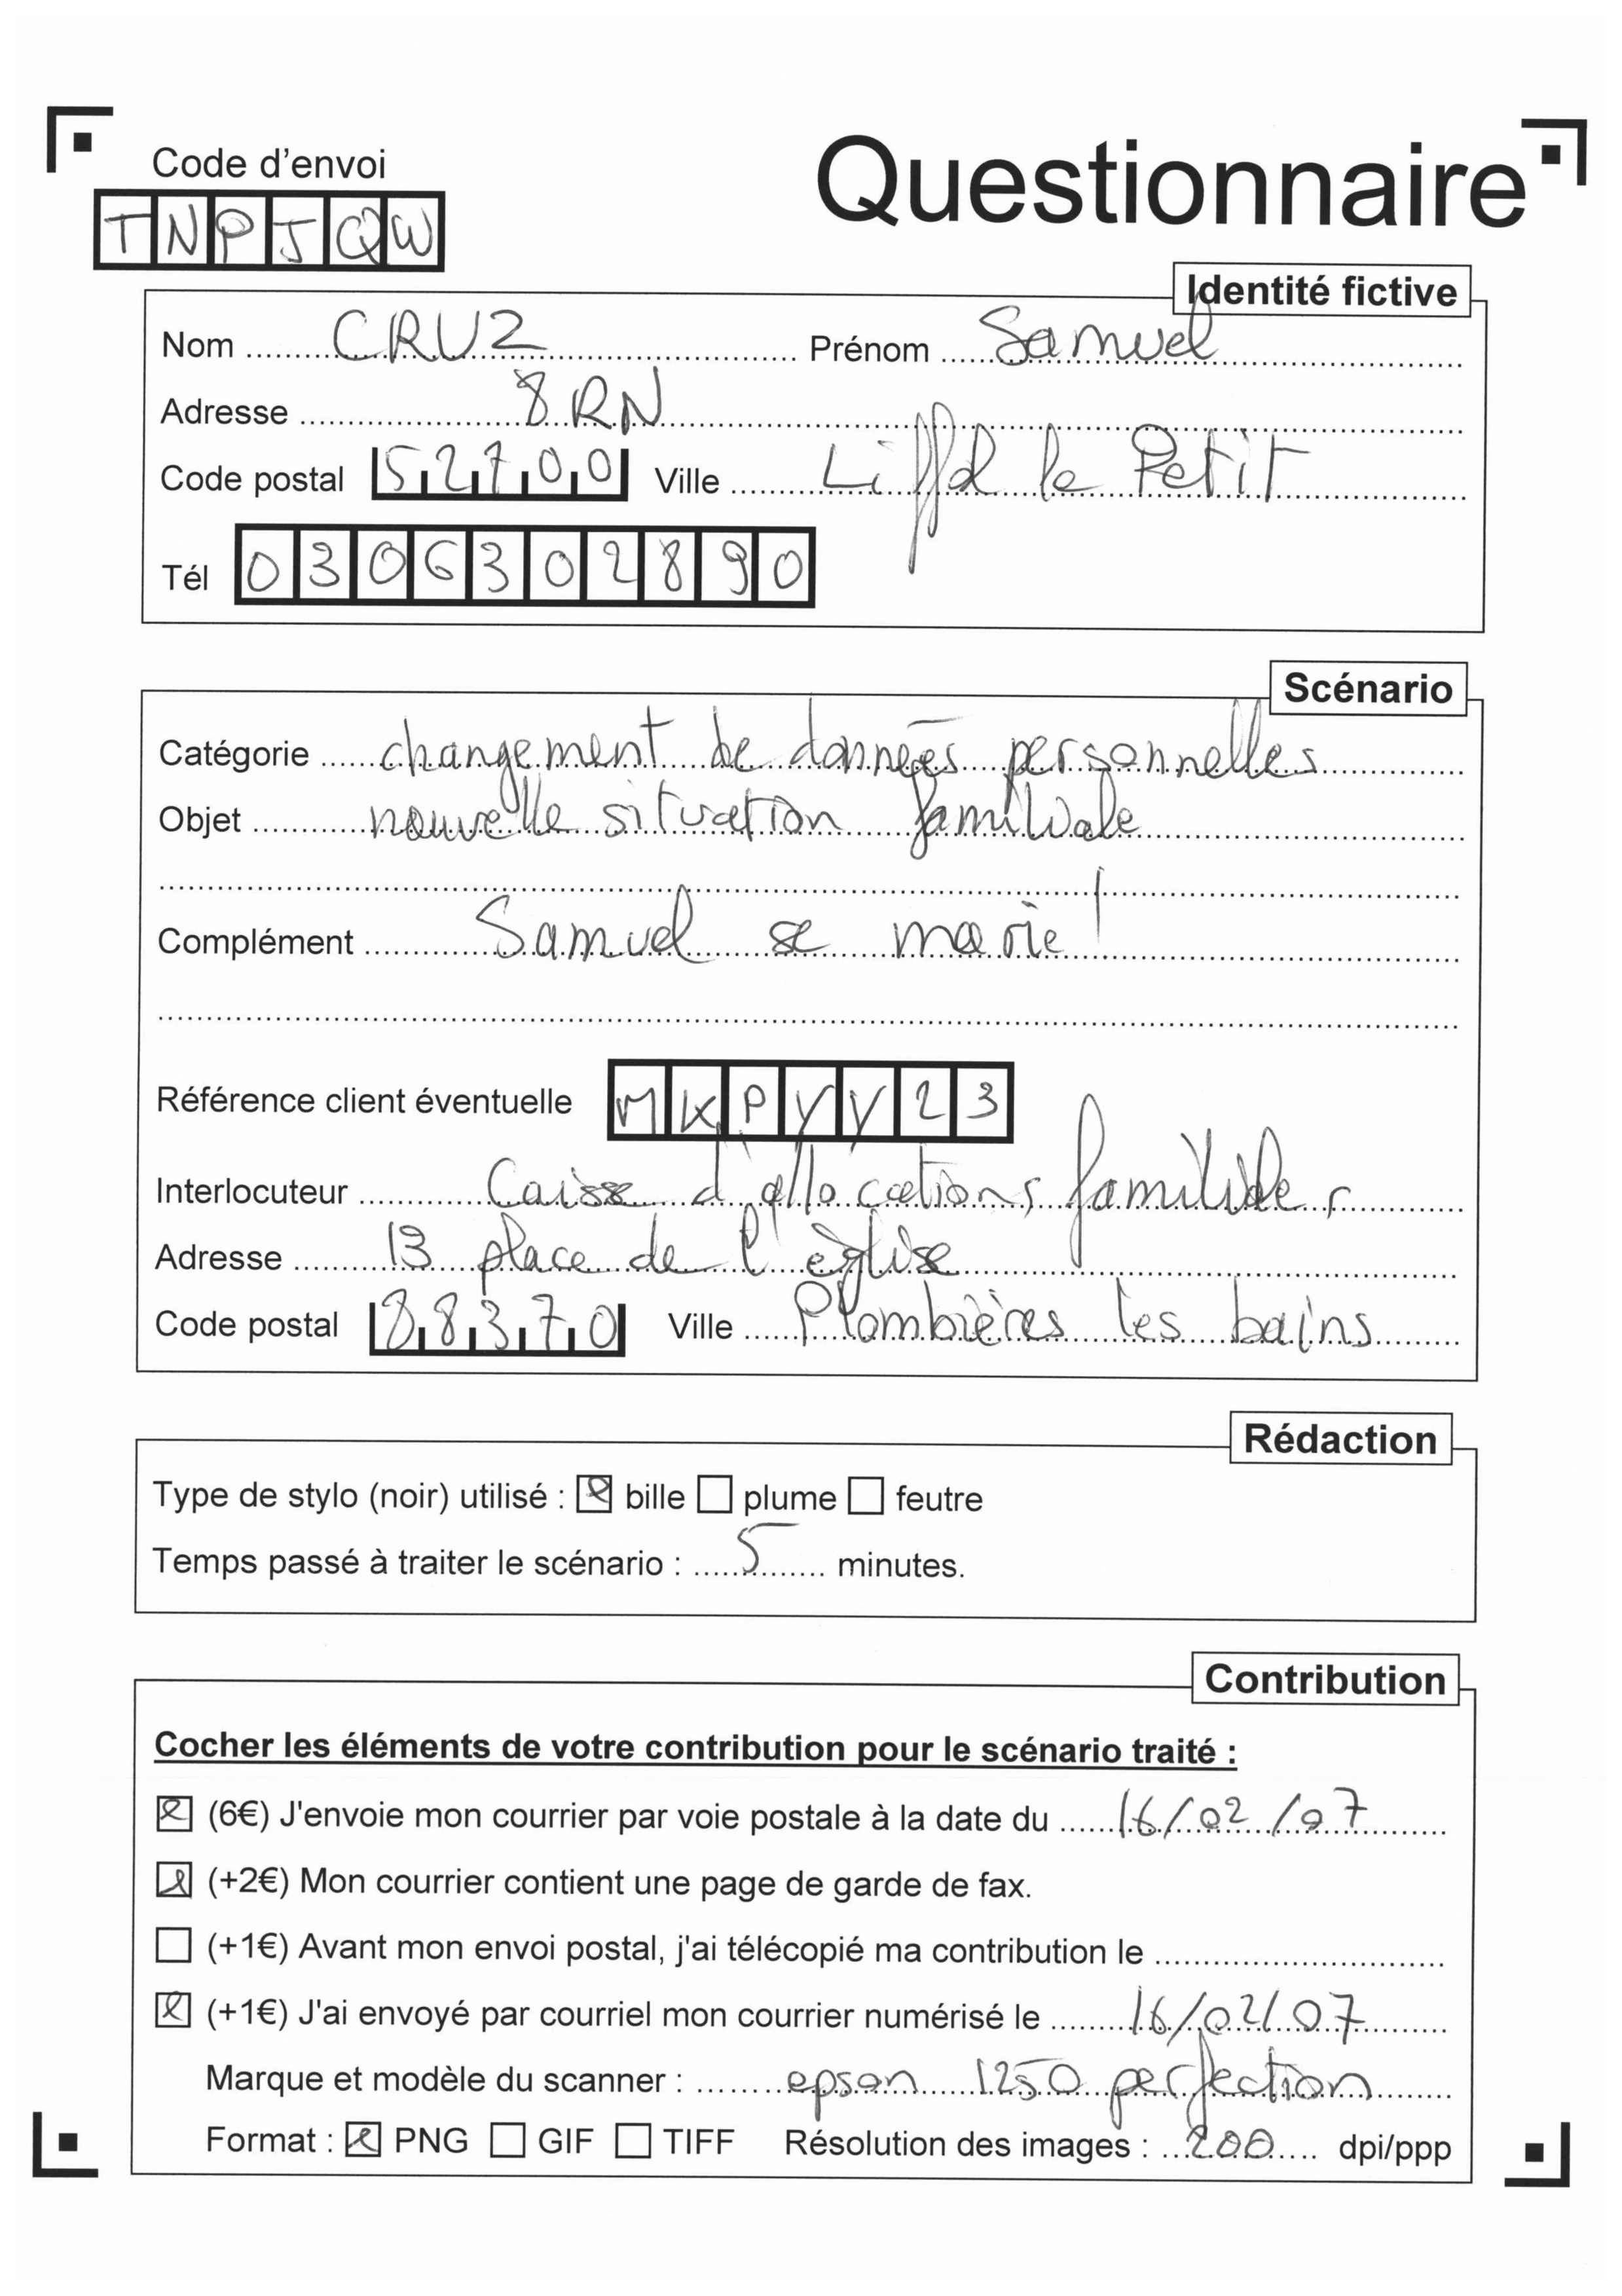 Code d'envoi
Questionnaire
TNPJQW
Identité fictive
Nom CRUZ Prénom Samuel
Adresse 8 RN
Code postal 52700 Ville Liffol le Petit
Tél 0306302890
Scénario
Catégorie changement de données personnelles
Objet nouvelle situation familiale
Complément Samuel se marie!
Référence client éventuelle MKPYY23
Interlocuteur Caisse d'allocations familiales
Adresse 13 place de l'église
Code postal 88370 Ville Plombières les bains
Rédaction
Type de stylo (noir) utilisé : bille plume feutre
Temps passé à traiter le scénario : 5 minutes.
Contribution
Cocher les éléments de votre contribution pour le scénario traité :
(6€) J'envoie mon courrier par voie postale à la date du 16/02/07
(+2€) Mon courrier contient une page de garde de fax.
(+1€) Avant mon envoi postal, j'ai télécopié ma contribution le
(+1€) J'ai envoyé par courriel mon courrier numérisé le 16/02/07
Marque et modèle du scanner : epson 1250 perfection
Format : PNG GIF TIFF Résolution des images : 200 dpi/ppp